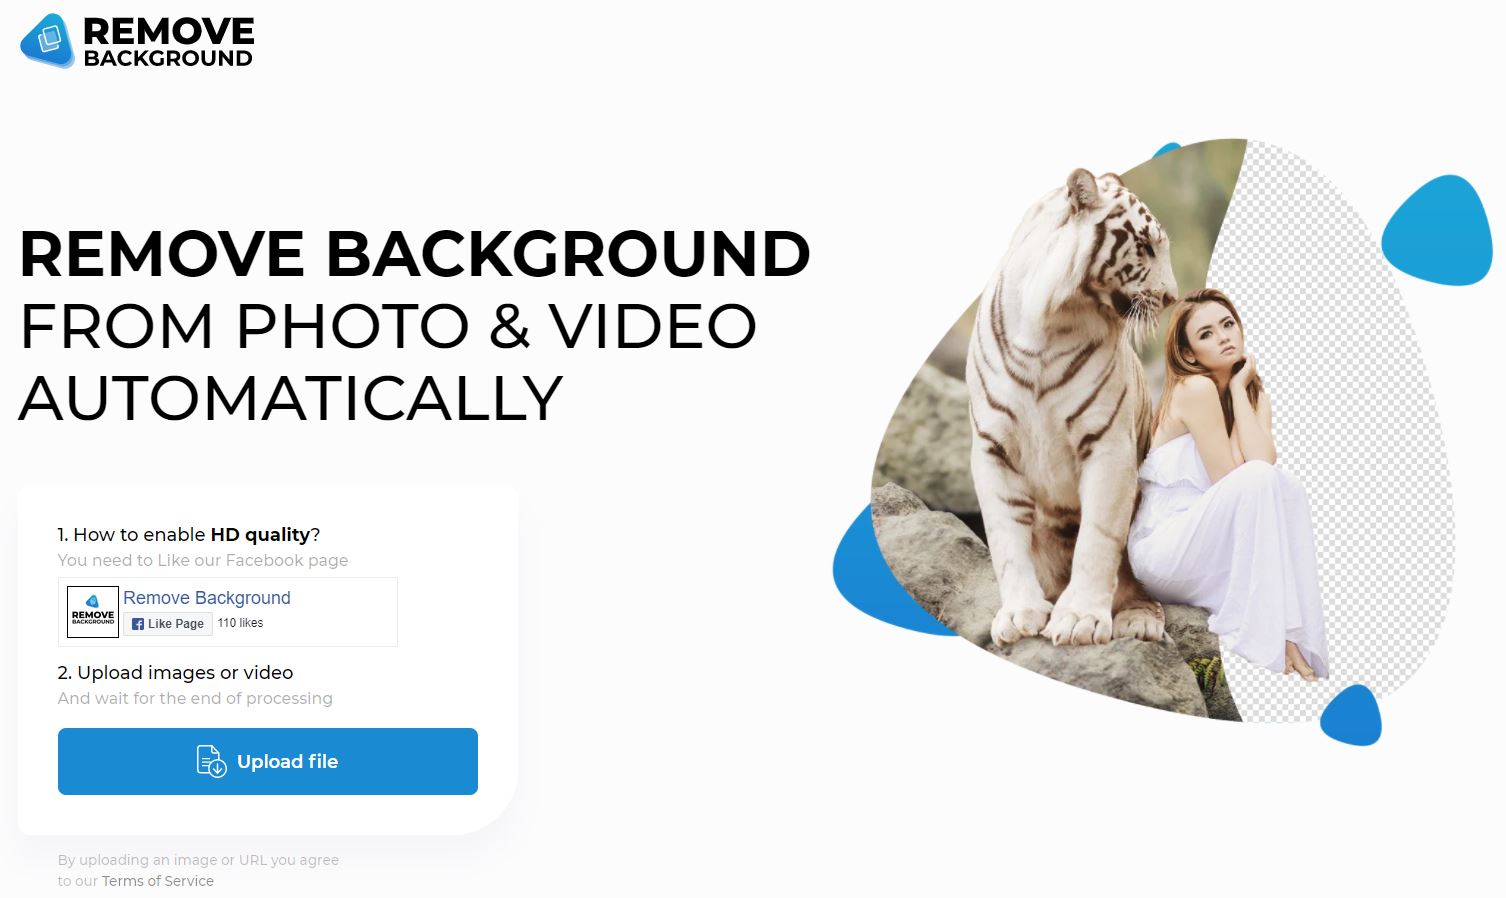 REMOVE
BACKGROUND
REMOVE BACKGROUND
FROM PHOTO & VIDEO
AUTOMATICALLY
1. How to enable HD quality?
You need to Like our Facebook page
REMOVE
BACKGROUND
Remove Background
Like Page
110 likes
2. Upload images or video
And wait for the end of processing
Upload file
By uploading an image or URL you agree
to our Terms of Service